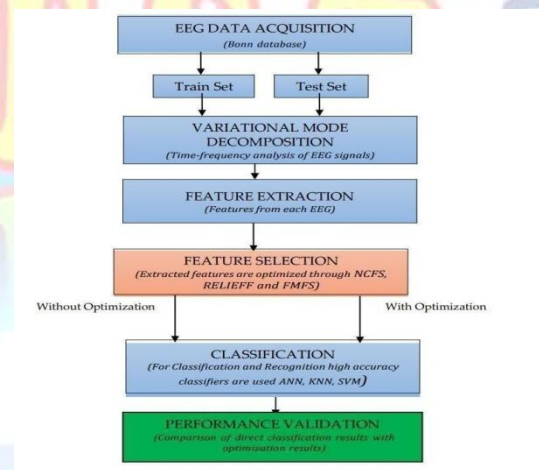 EEG DATA ACQUISITION
(Bonn database)
Train Set
Test Set
VARIATIONAL MODE
DECOMPOSITION
(Time-frequency analysis of EEG signals)
FEATURE EXTRACTION
(Features from each EEG)
FEATURE SELECTION
(Extracted features are optimized through NCFS,
RELIEFF and FMFS)
Without Optimization
With Optimization
CLASSIFICATION
(For Classification and Recognition high accuracy
classifiers are used ANN, KNN, SVM)
PERFORMANCE VALIDATION
(Comparison of direct classification results with
optimization results)